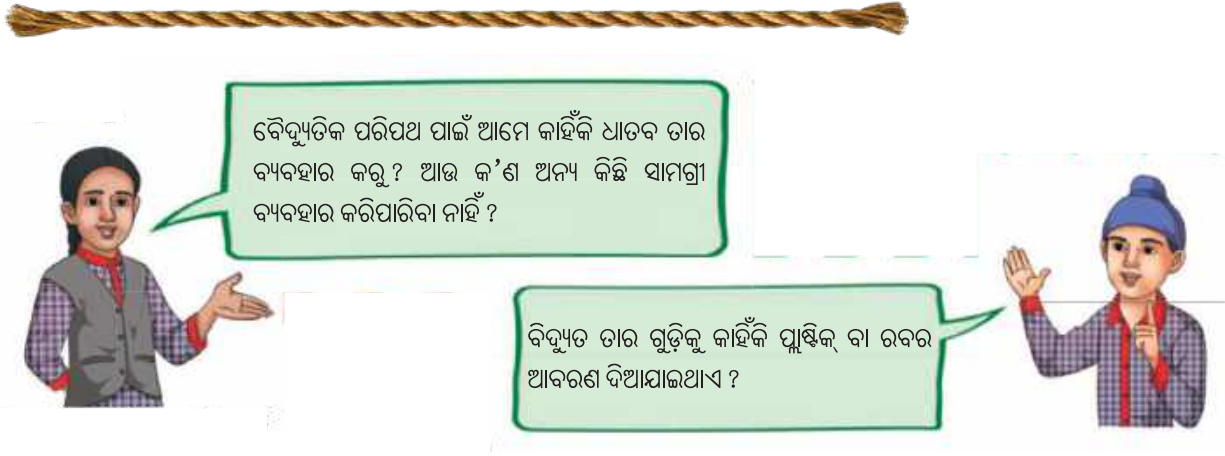 ବୈଦ୍ୟୁତିକ ପରିପଥ ପାଇଁ ଆମେ କାହିଁକି ଧାତବ ତାର
ବ୍ୟବହାର କରୁ ? ଆଉ କ’ଣ ଅନ୍ୟ କିଛି ସାମଗ୍ରୀ
ବ୍ୟବହାର କରିପାରିବା ନାହିଁ ?
ବିଦ୍ୟୁତ ତାର ଗୁଡ଼ିକୁ କାହିଁକି ପ୍ଲାଷ୍ଟିକ୍ ବା ରବର
ଆବରଣ ଦିଆଯାଇଥାଏ ?